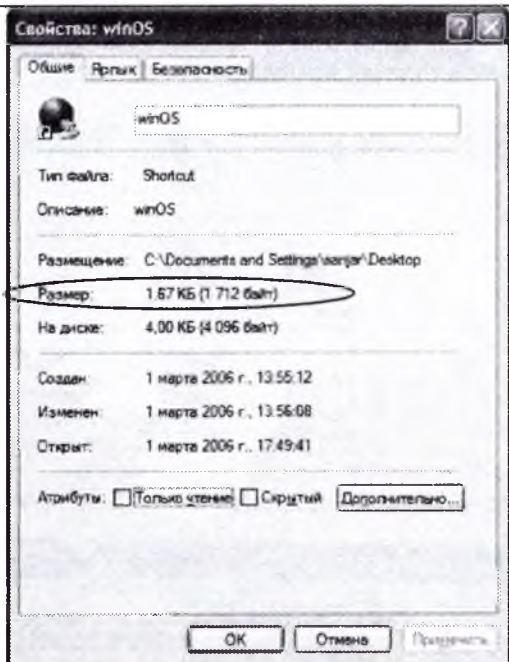 Свойства: winOS
Общие Ярлык Безопасность
winOS
Тип файла: Shortcut
Описание: winOS
Размещение: C:\Documents and Settings\sanjar\Desktop
Размер: 1,67 КБ (1 712 байт)
На диске: 4,00 КБ (4 096 байт)
Создан: 1 марта 2006 г., 13:55:12
Изменен: 1 марта 2006 г., 13:56:08
Открыт: 1 марта 2006 г., 17:49:41
Атрибуты: Только чтение Скрытый Дополнительно...
OK Отмена Применить